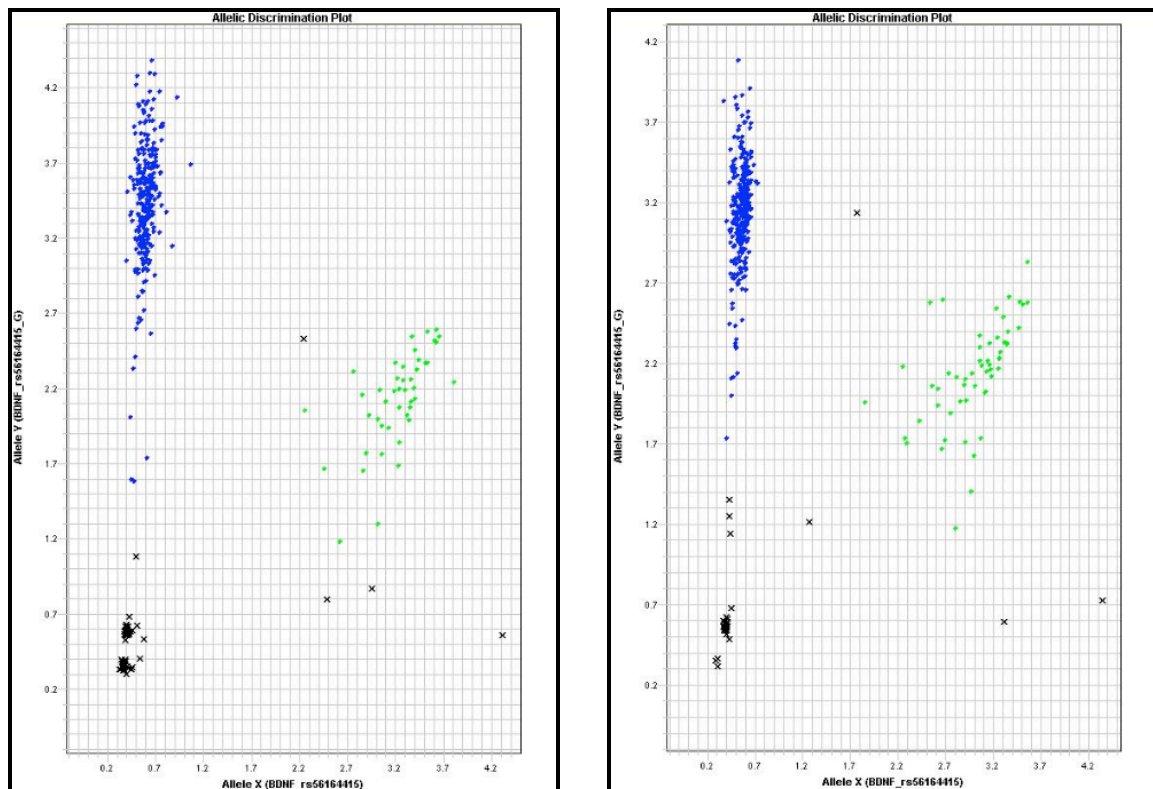 Allelic Discrimination Plot
4.2
3.7
3.2
2.7
2.2
1.7
1.2
0.7
0.2
Allele Y (BDNF_rs56164415_G)
0.2 0.7 1.2 1.7 2.2 2.7 3.2 3.7 4.2
Allele X (BDNF_rs56164415)
Allelic Discrimination Plot
4.2
3.7
3.2
2.7
2.2
1.7
1.2
0.7
0.2
Allele Y (BDNF_rs56164415_G)
0.2 0.7 1.2 1.7 2.2 2.7 3.2 3.7 4.2
Allele X (BDNF_rs56164415)